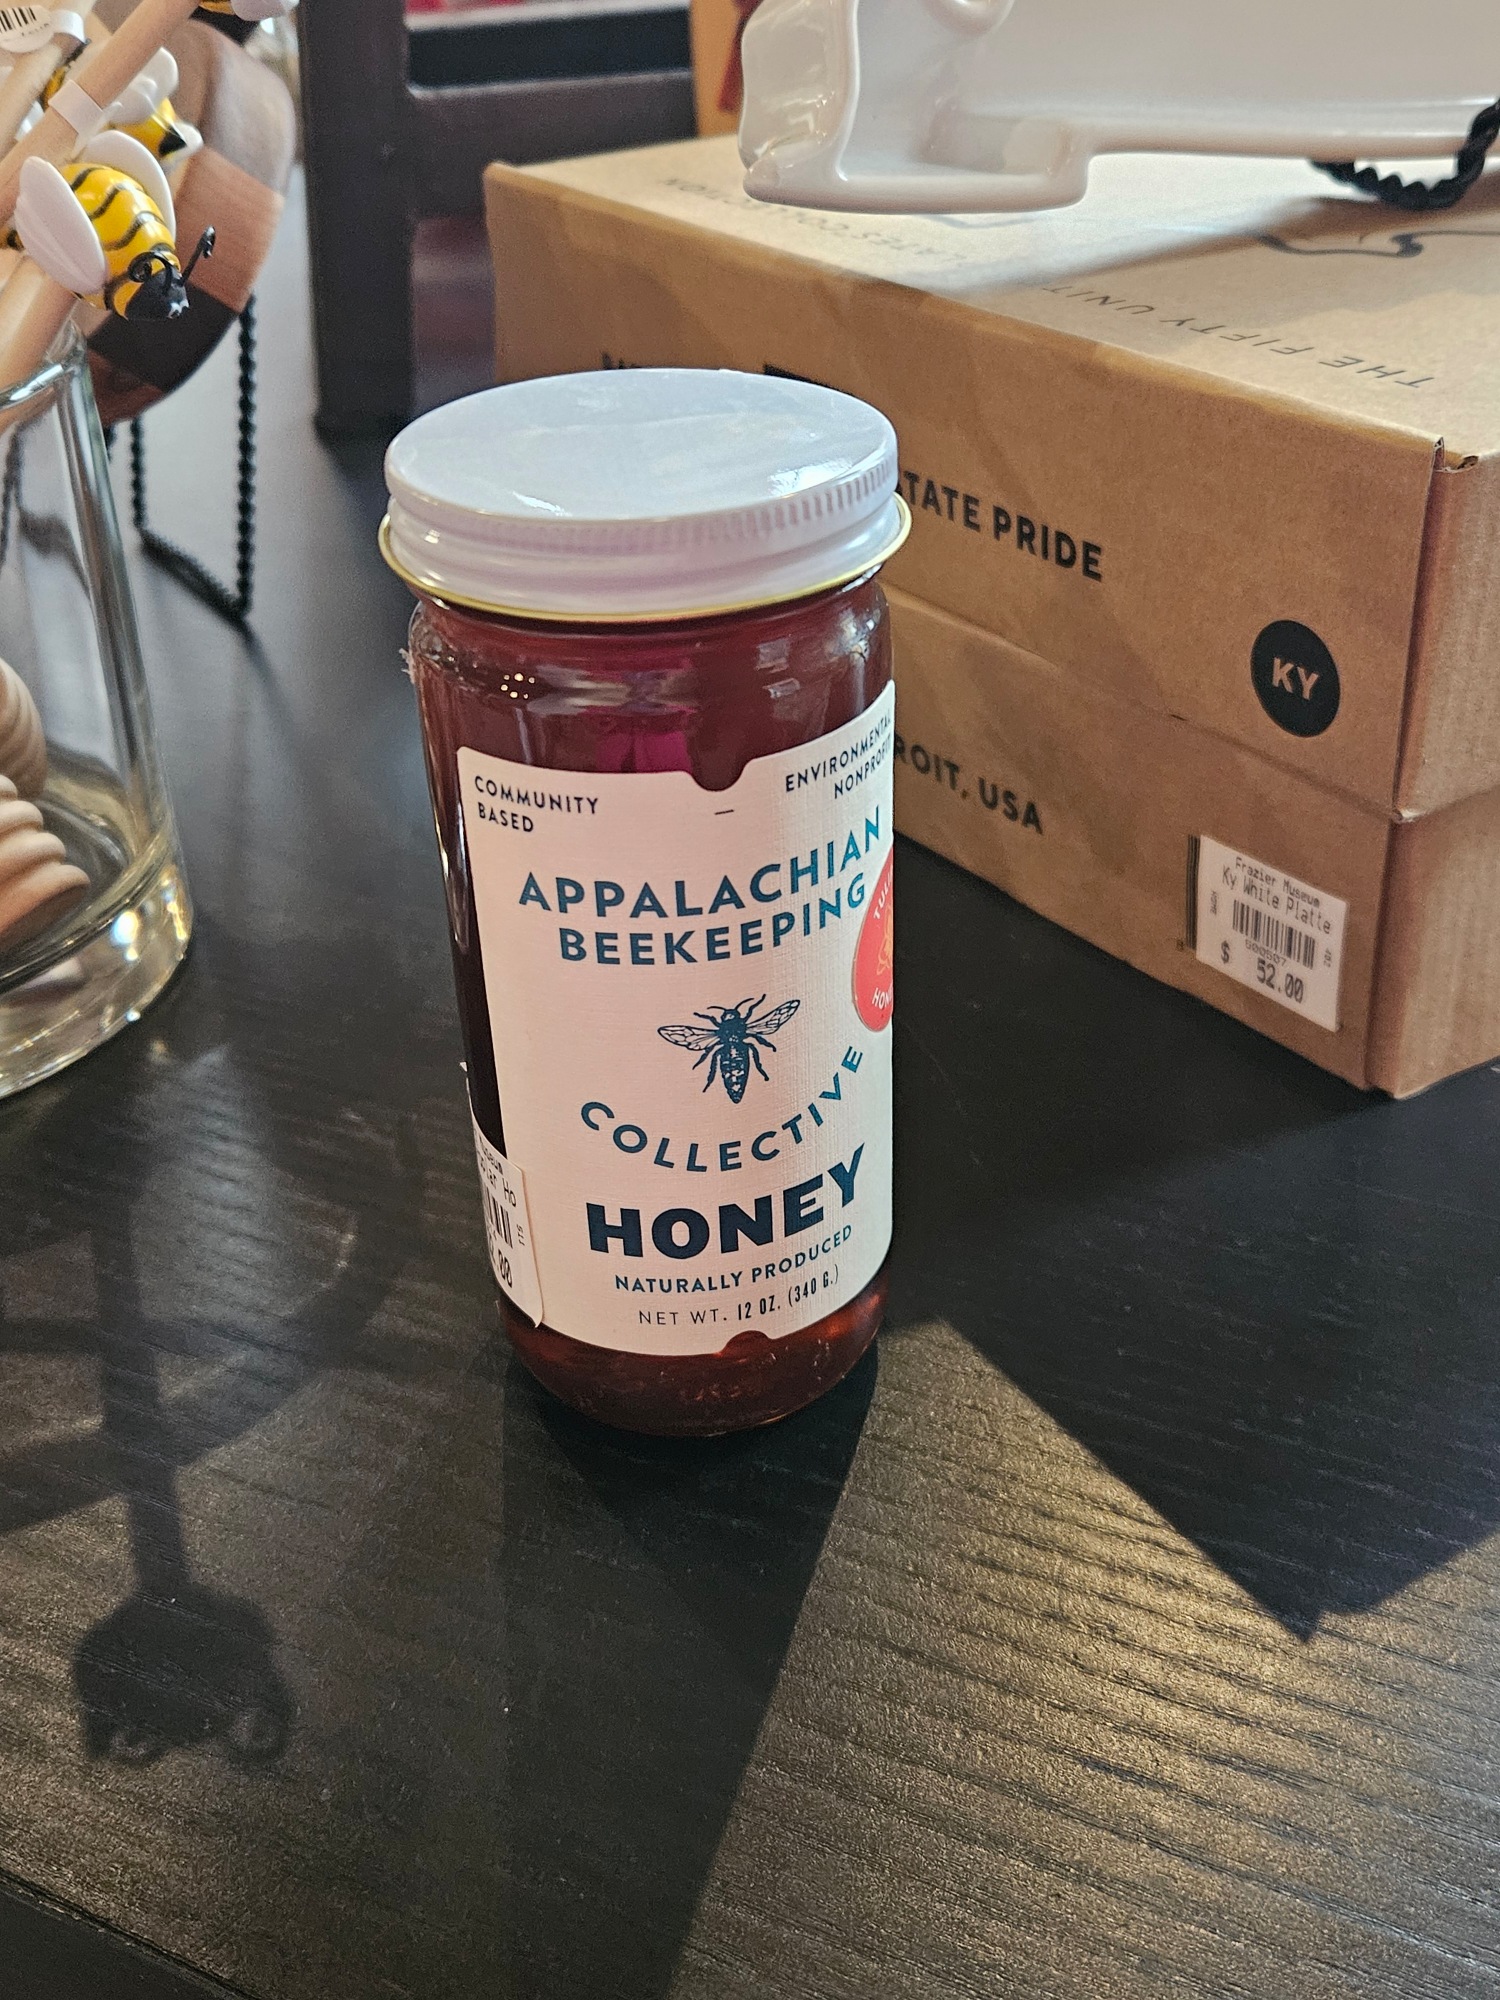 COMMUNITY
BASED
ENVIRONMENTAL
NONPROFIT
APPALACHIAN
BEEKEEPING
COLLECTIVE
HONEY
NATURALLY PRODUCED
NET WT. 12 OZ. (340 G.)
THE FIFTY UNIT
TATE PRIDE
KY
ROIT, USA
Frazier Museum
Ky White Platte
$ 52.00